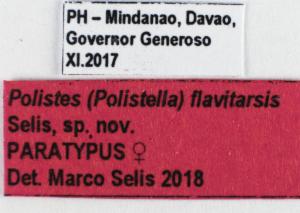 PH – Mindanao, Davao,
Governor Generoso
XI.2017
Polistes (Polistella) flavitarsis
Selis, sp. nov.
PARATYPUS ♀
Det. Marco Selis 2018